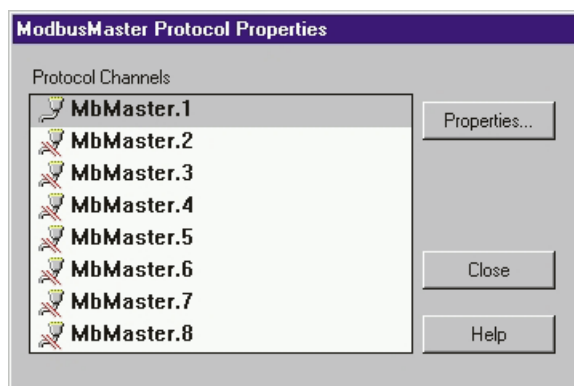 ModbusMaster Protocol Properties
Protocol Channels
MbMaster.1
MbMaster.2
MbMaster.3
MbMaster.4
MbMaster.5
MbMaster.6
MbMaster.7
MbMaster.8
Properties...
Close
Help